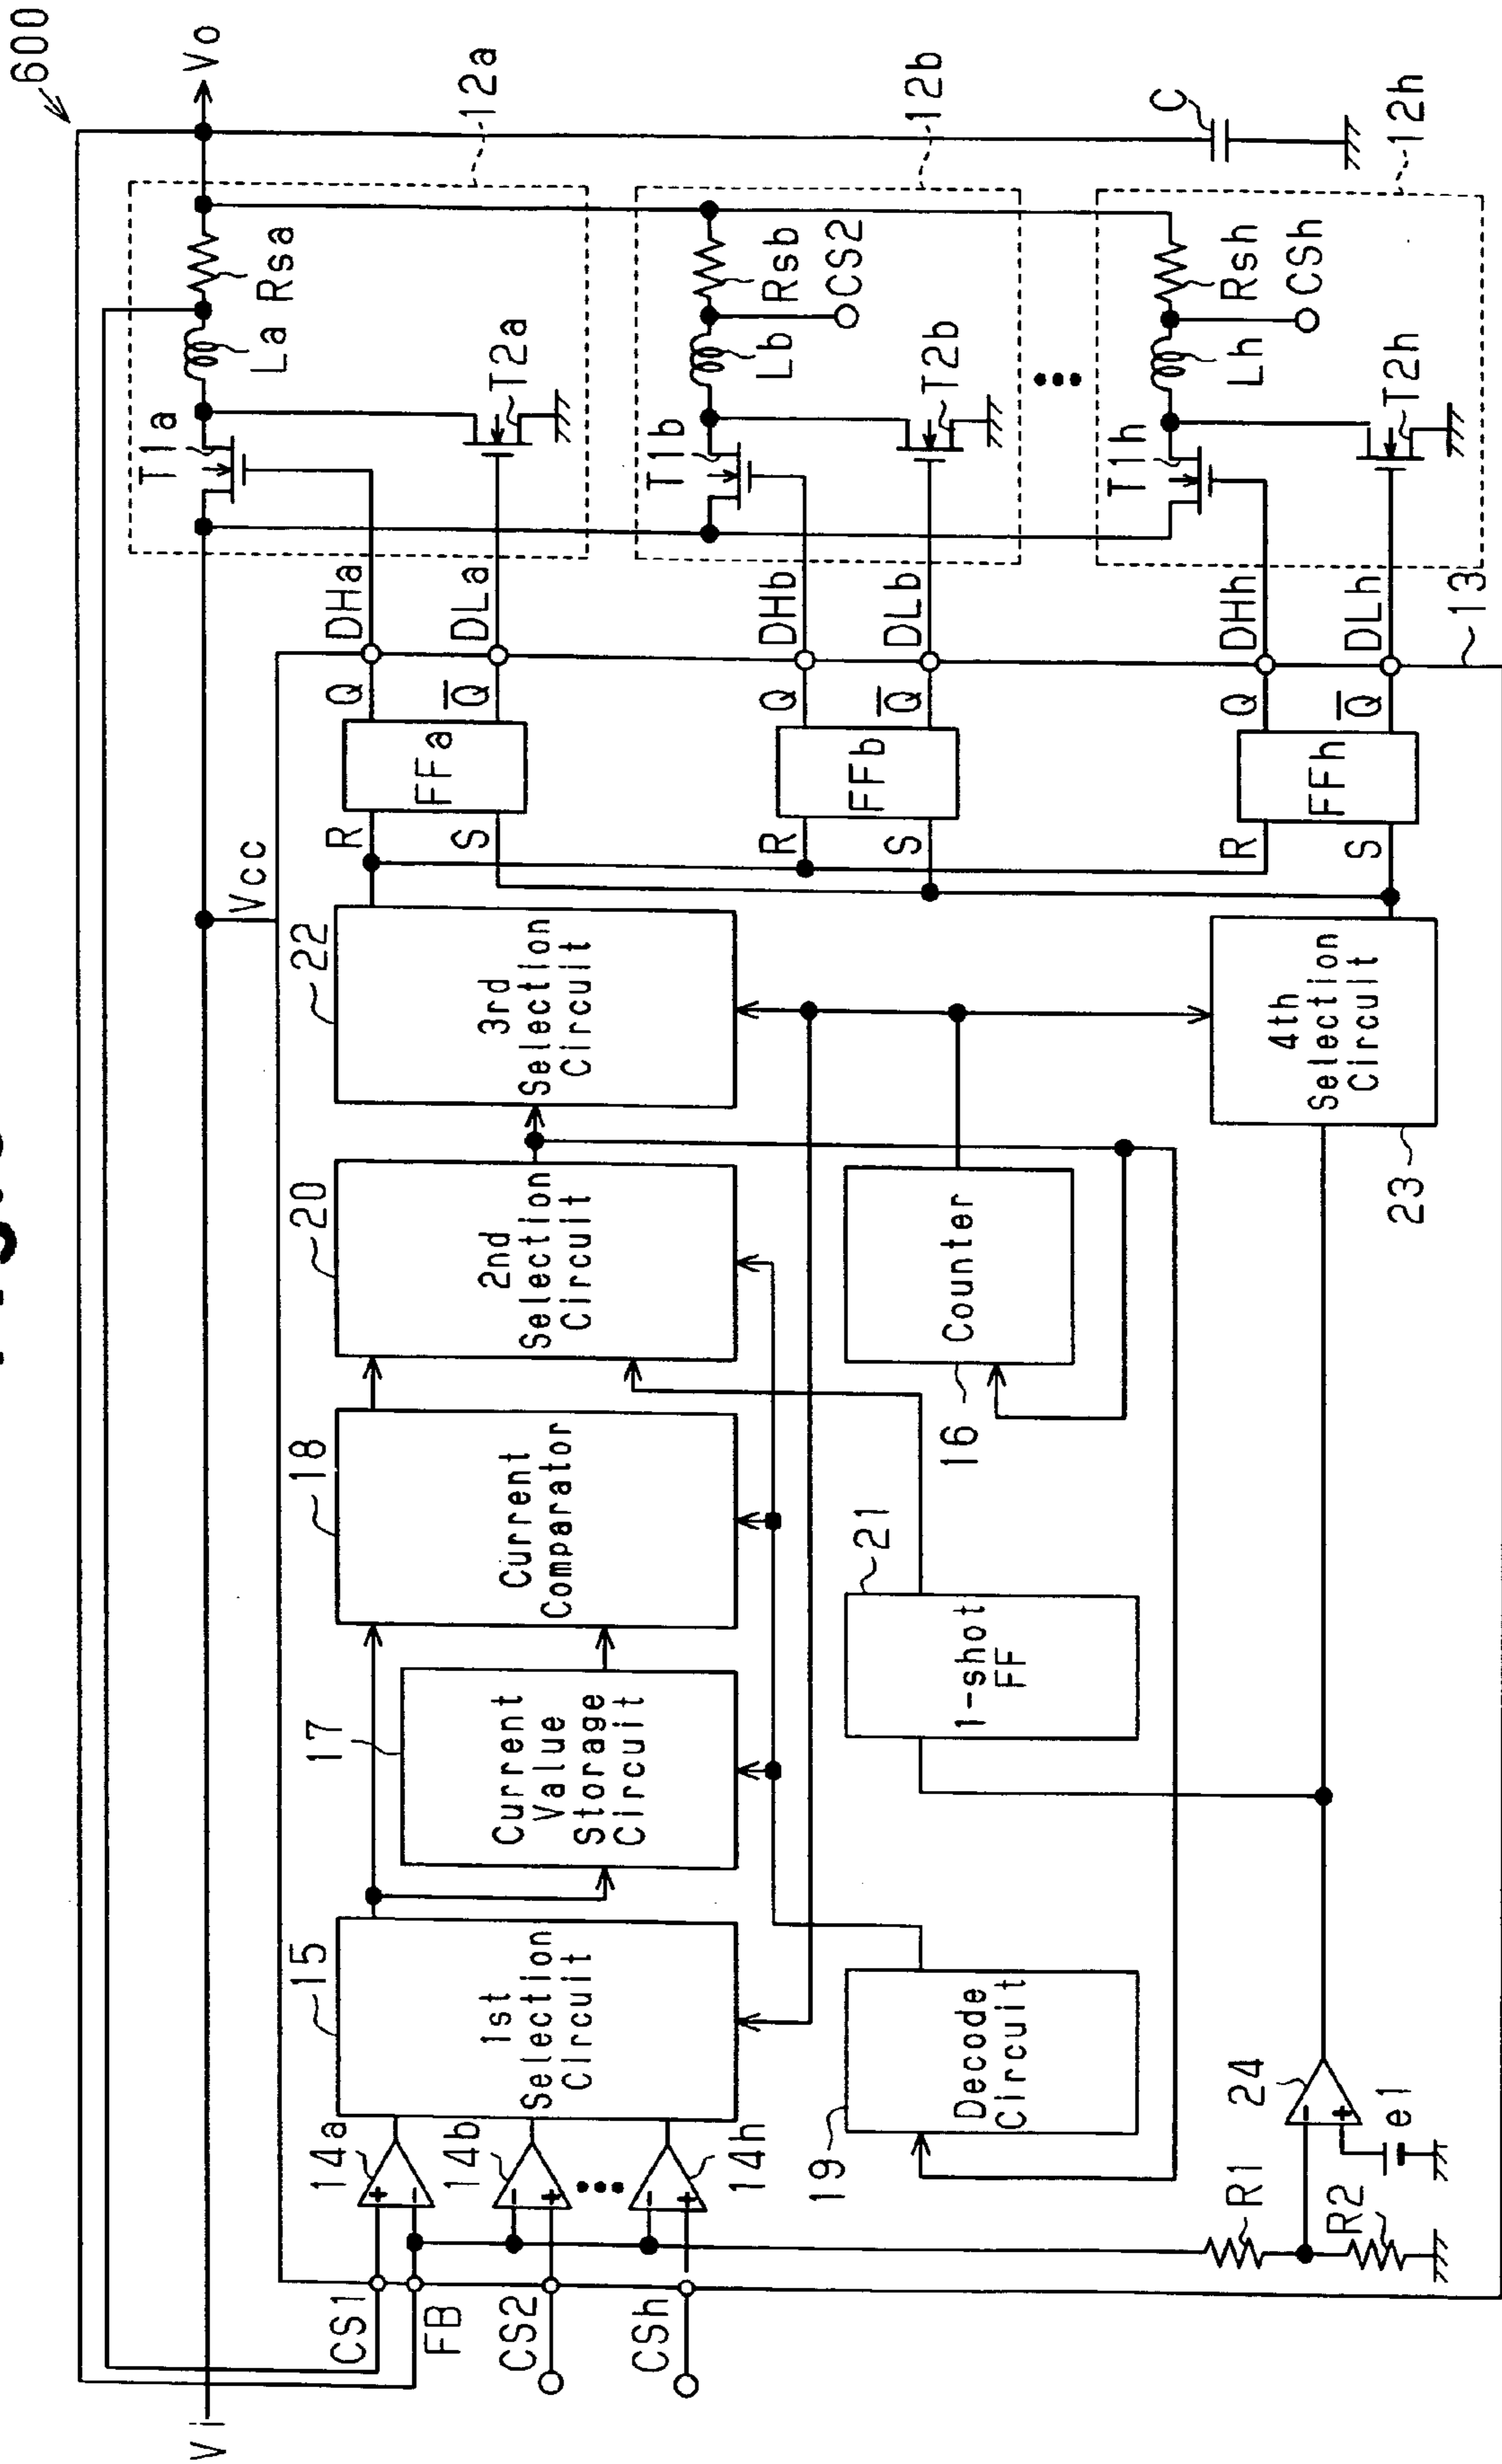 600
Vi
Vo
Vcc
12a
T1a
La
Rsa
T2a
DHa
DLa
12b
T1b
Lb
Rsb
CS2
T2b
DHb
DLb
12h
T1h
Lh
Rsh
CSh
T2h
DHh
DLh
C
13
CS1
FB
CS2
CSh
14a
+
−
14b
−
+
14h
−
+
15
1st
Selection
Circuit
17
Current
Value
Storage
Circuit
18
Current
Comparator
20
2nd
Selection
Circuit
22
3rd
Selection
Circuit
R
S
FFa
Q
Q̅
R
S
FFb
Q
Q̅
R
S
FFh
Q
Q̅
19
Decode
Circuit
21
1-shot
FF
16
Counter
23
4th
Selection
Circuit
R1
R2
24
−
+
e1